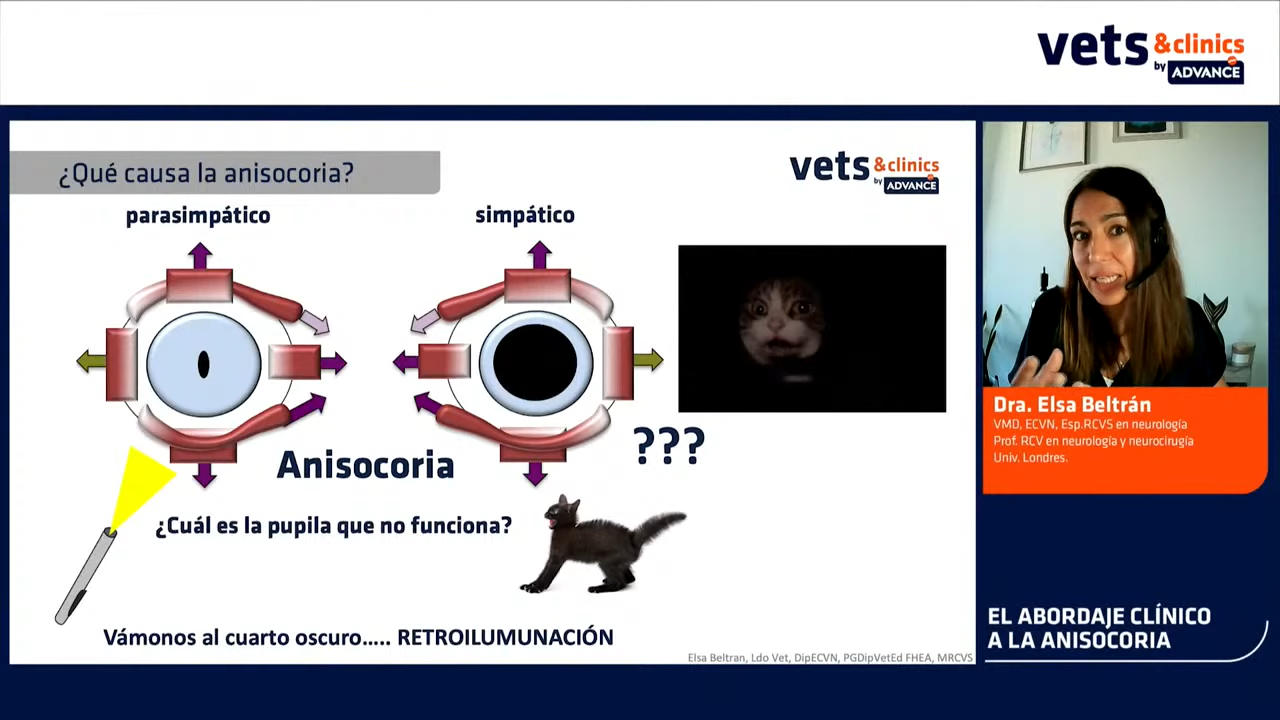 vets &clinics
by ADVANCE
¿Qué causa la anisocoria?
vets &clinics
by ADVANCE
parasimpático
simpático
Anisocoria
???
¿Cuál es la pupila que no funciona?
Vámonos al cuarto oscuro..... RETROILUMUNACIÓN
Elsa Beltran, Ldo Vet, DipECVN, PGDipVetEd FHEA, MRCVS
Dra. Elsa Beltrán
VMD, ECVN, Esp.RCVS en neurología
Prof. RCV en neurología y neurocirugía
Univ. Londres.
EL ABORDAJE CLÍNICO
A LA ANISOCORIA